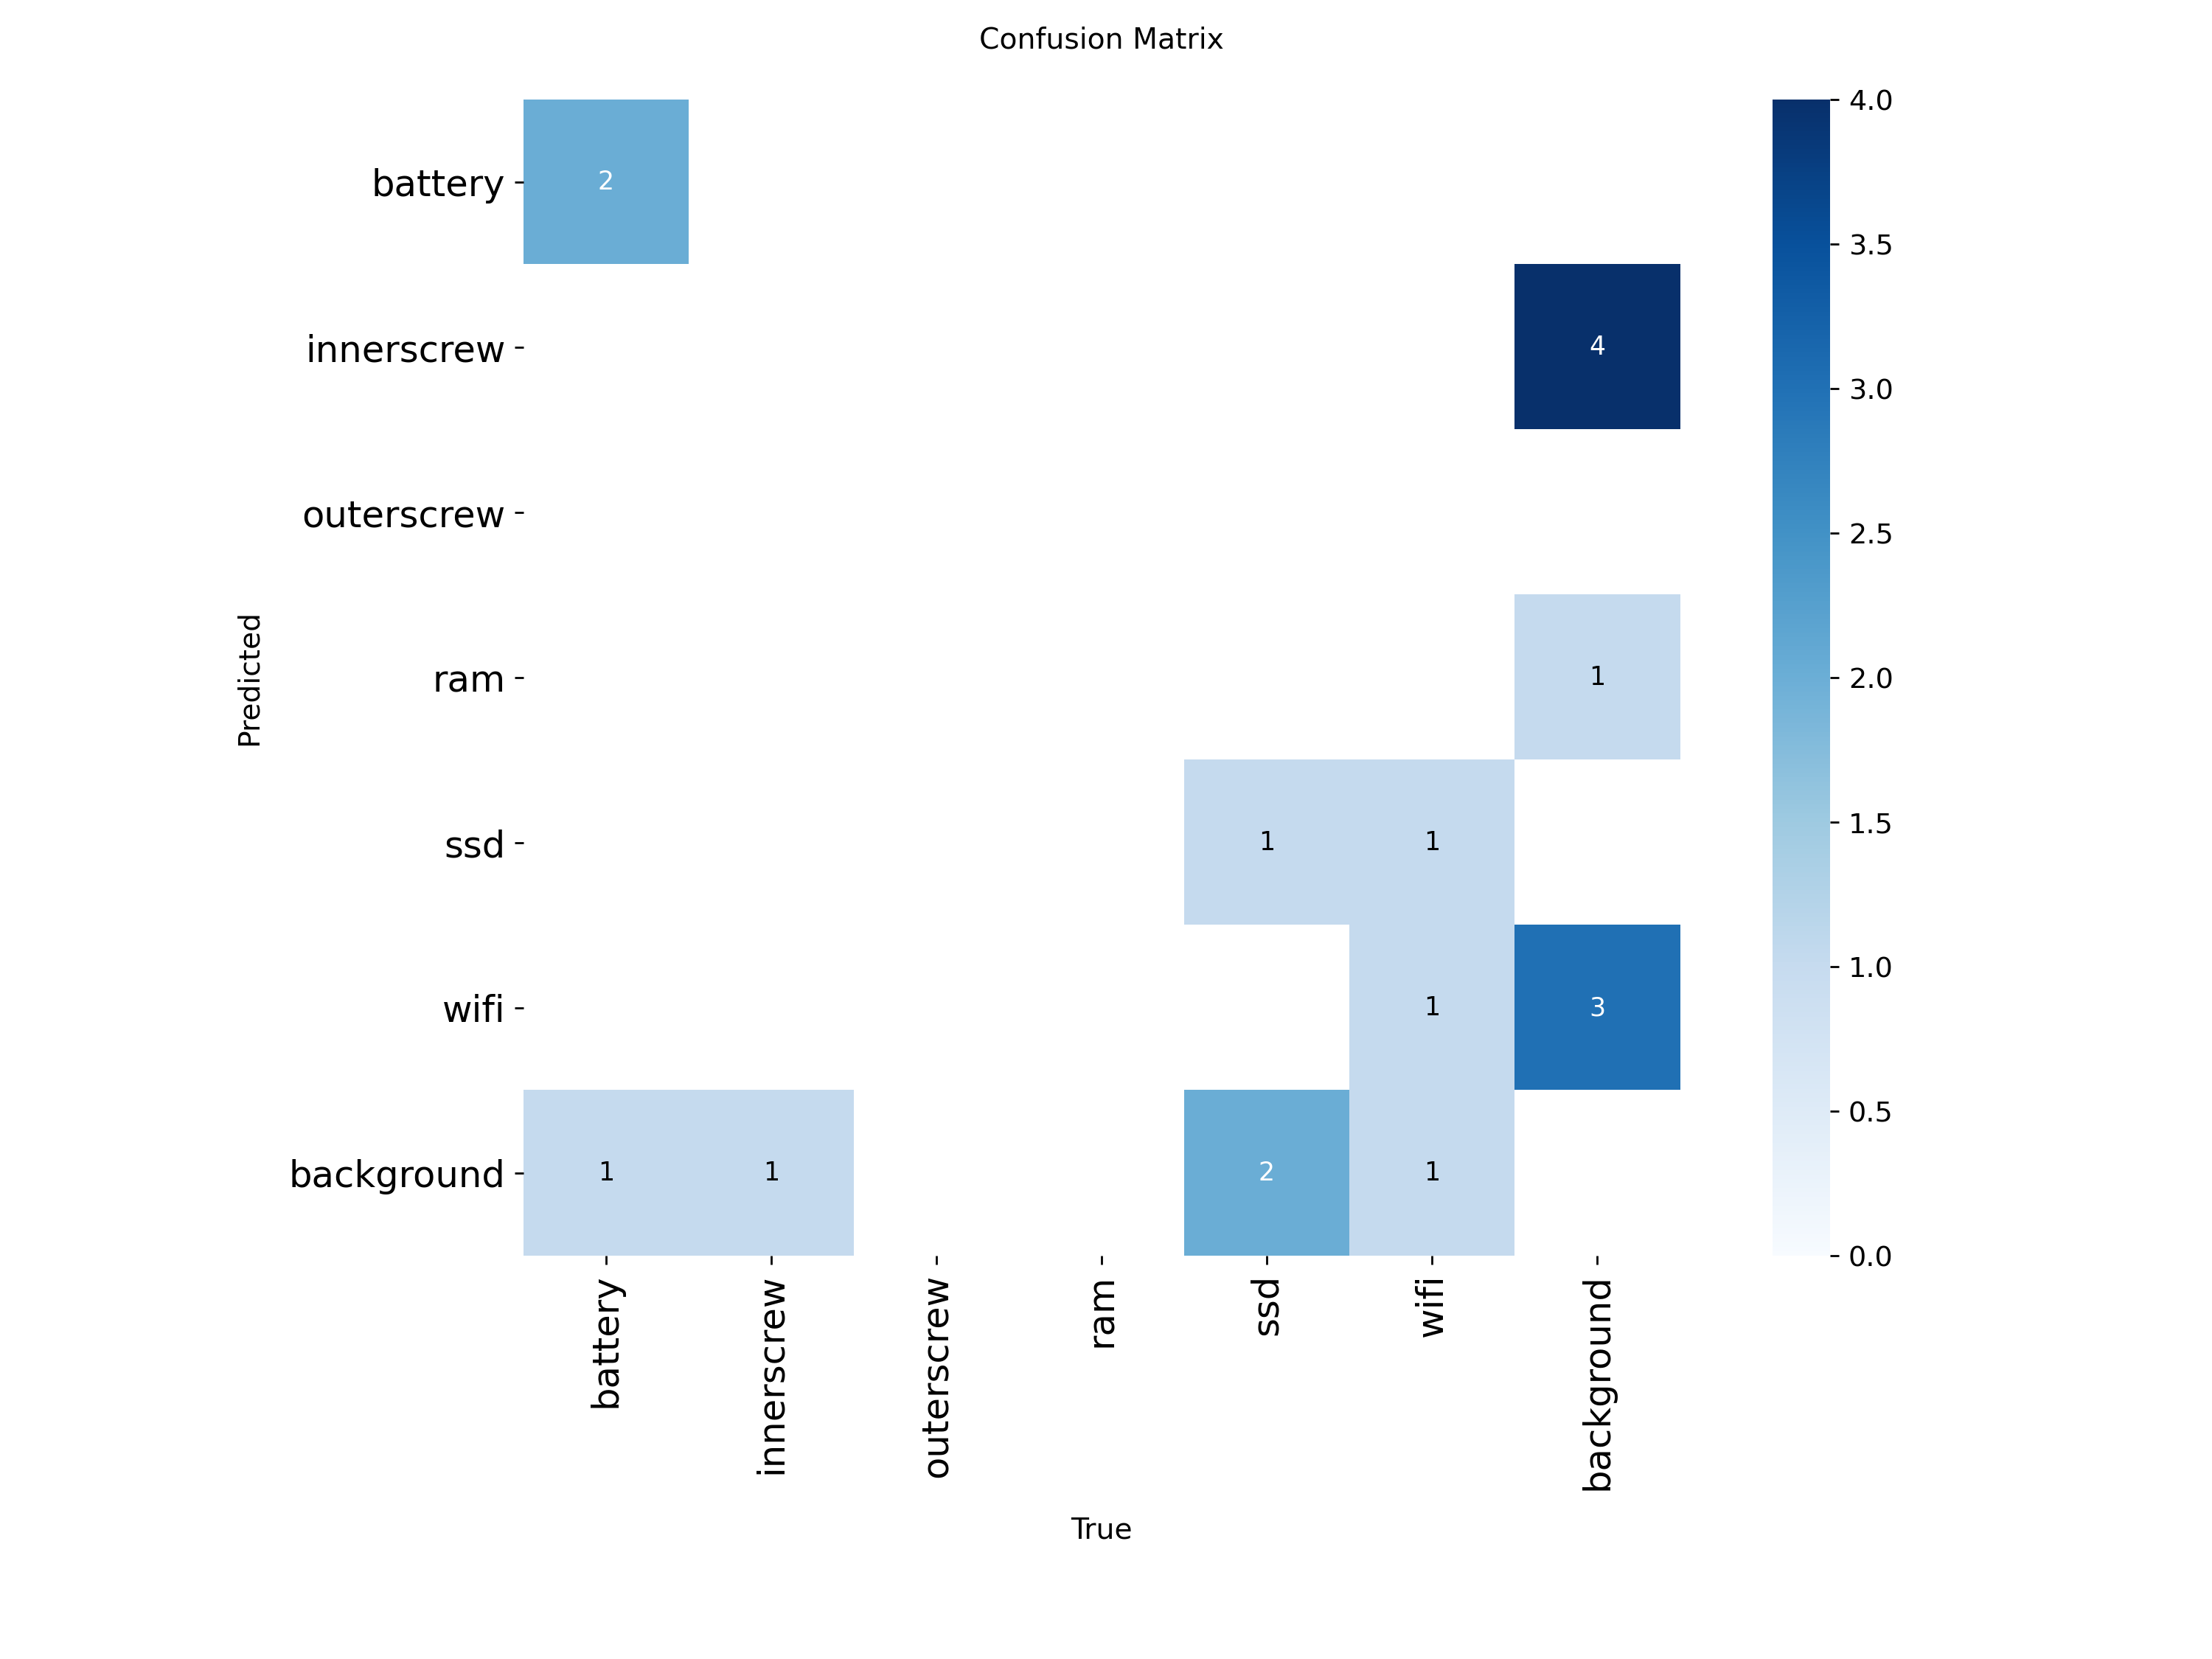 Confusion Matrix
battery
innerscrew
outerscrew
ram
ssd
wifi
background
Predicted
2
4
1
1 1
1 3
1 1 2 1
battery
innerscrew
outerscrew
ram
ssd
wifi
background
True
4.0
3.5
3.0
2.5
2.0
1.5
1.0
0.5
0.0